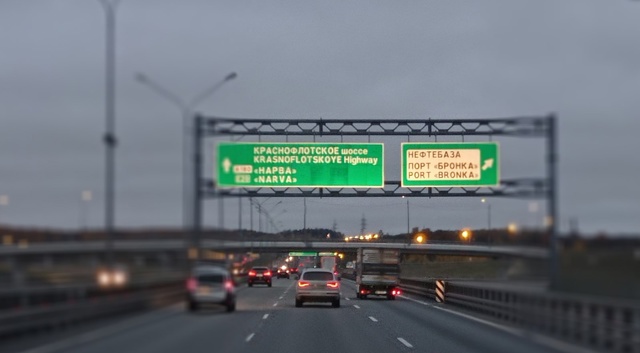 КРАСНОФЛОТСКОЕ шоссе
KRASNOFLOTSKOYE Highway
«НАРВА»
«NARVA»
НЕФТЕБАЗА
ПОРТ «БРОНКА»
PORT «BRONKA»